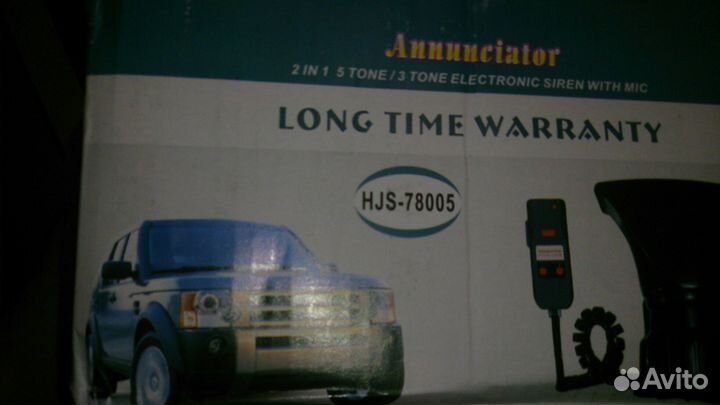 Annunciator
2 IN 1 5 TONE / 3 TONE ELECTRONIC SIREN WITH MIC
LONG TIME WARRANTY
HJS-78005
Avito